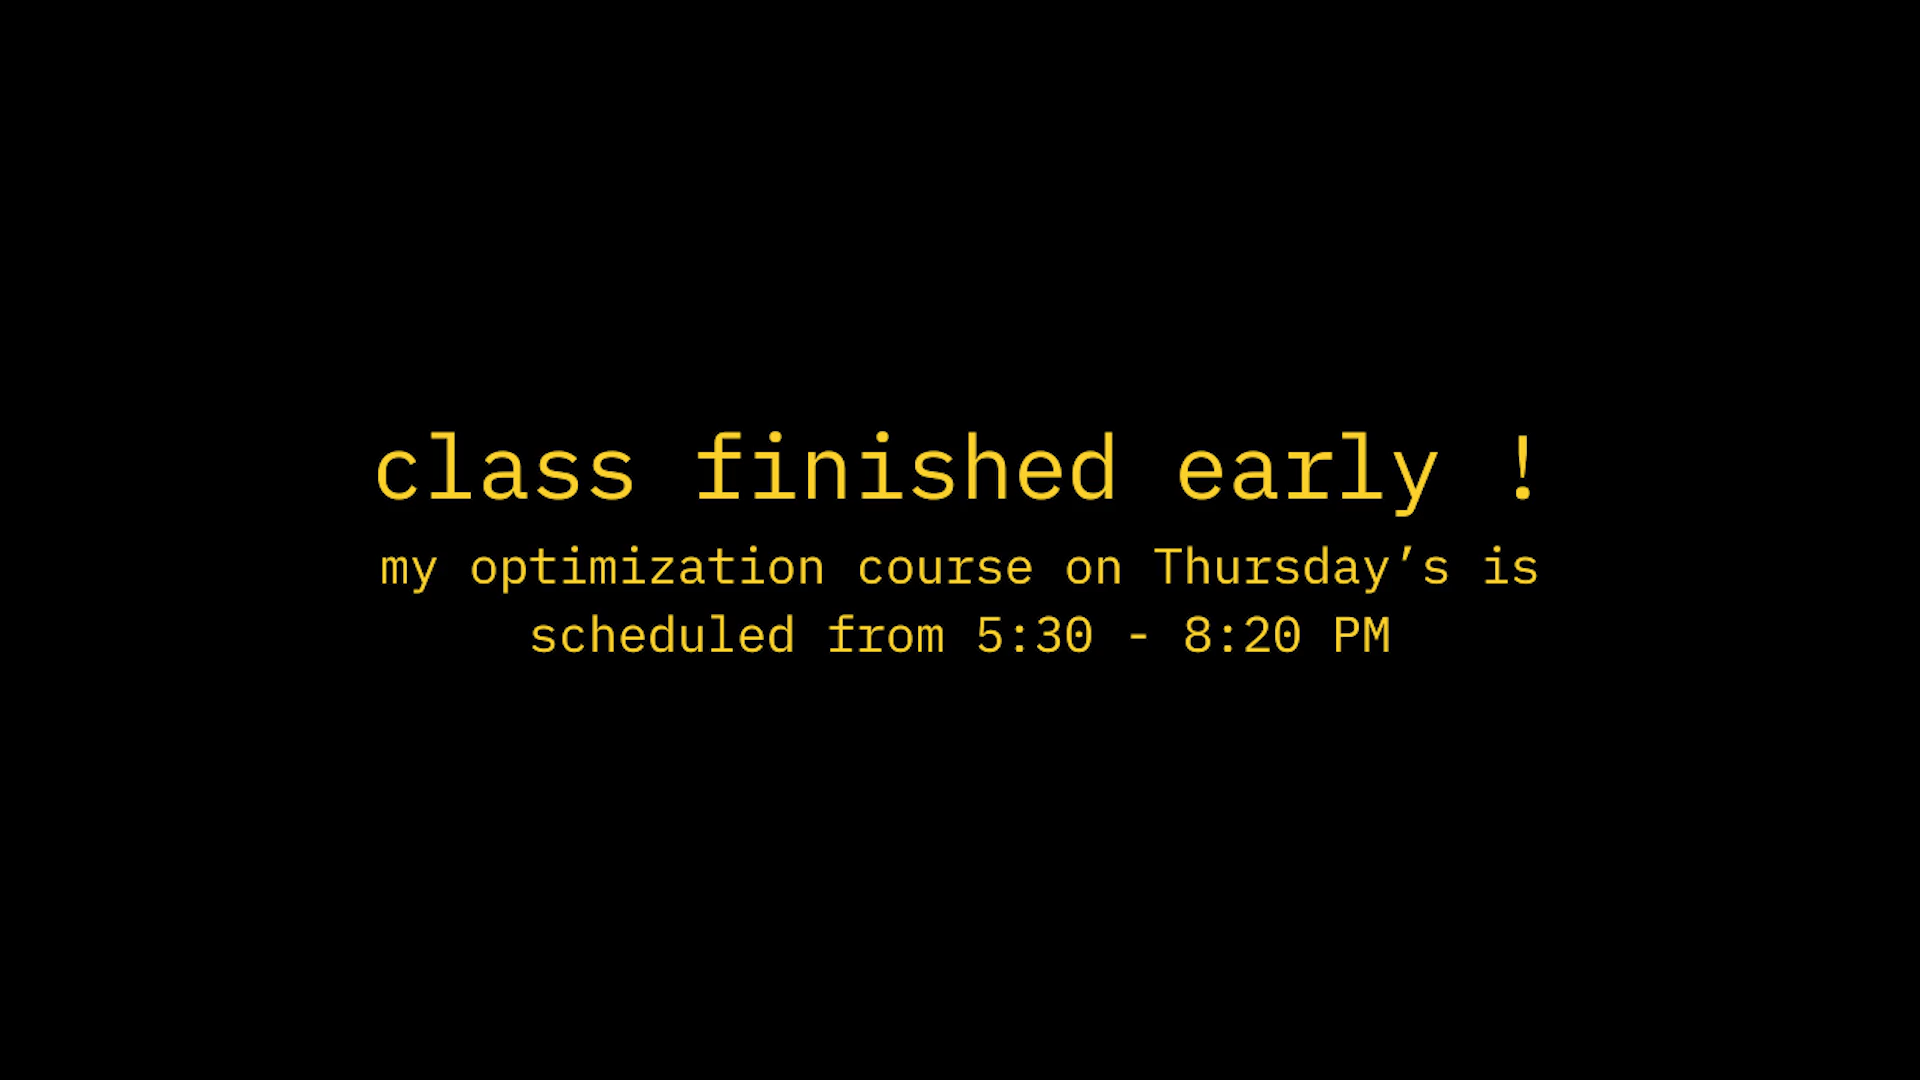 class finished early !
my optimization course on Thursday’s is
scheduled from 5:30 - 8:20 PM